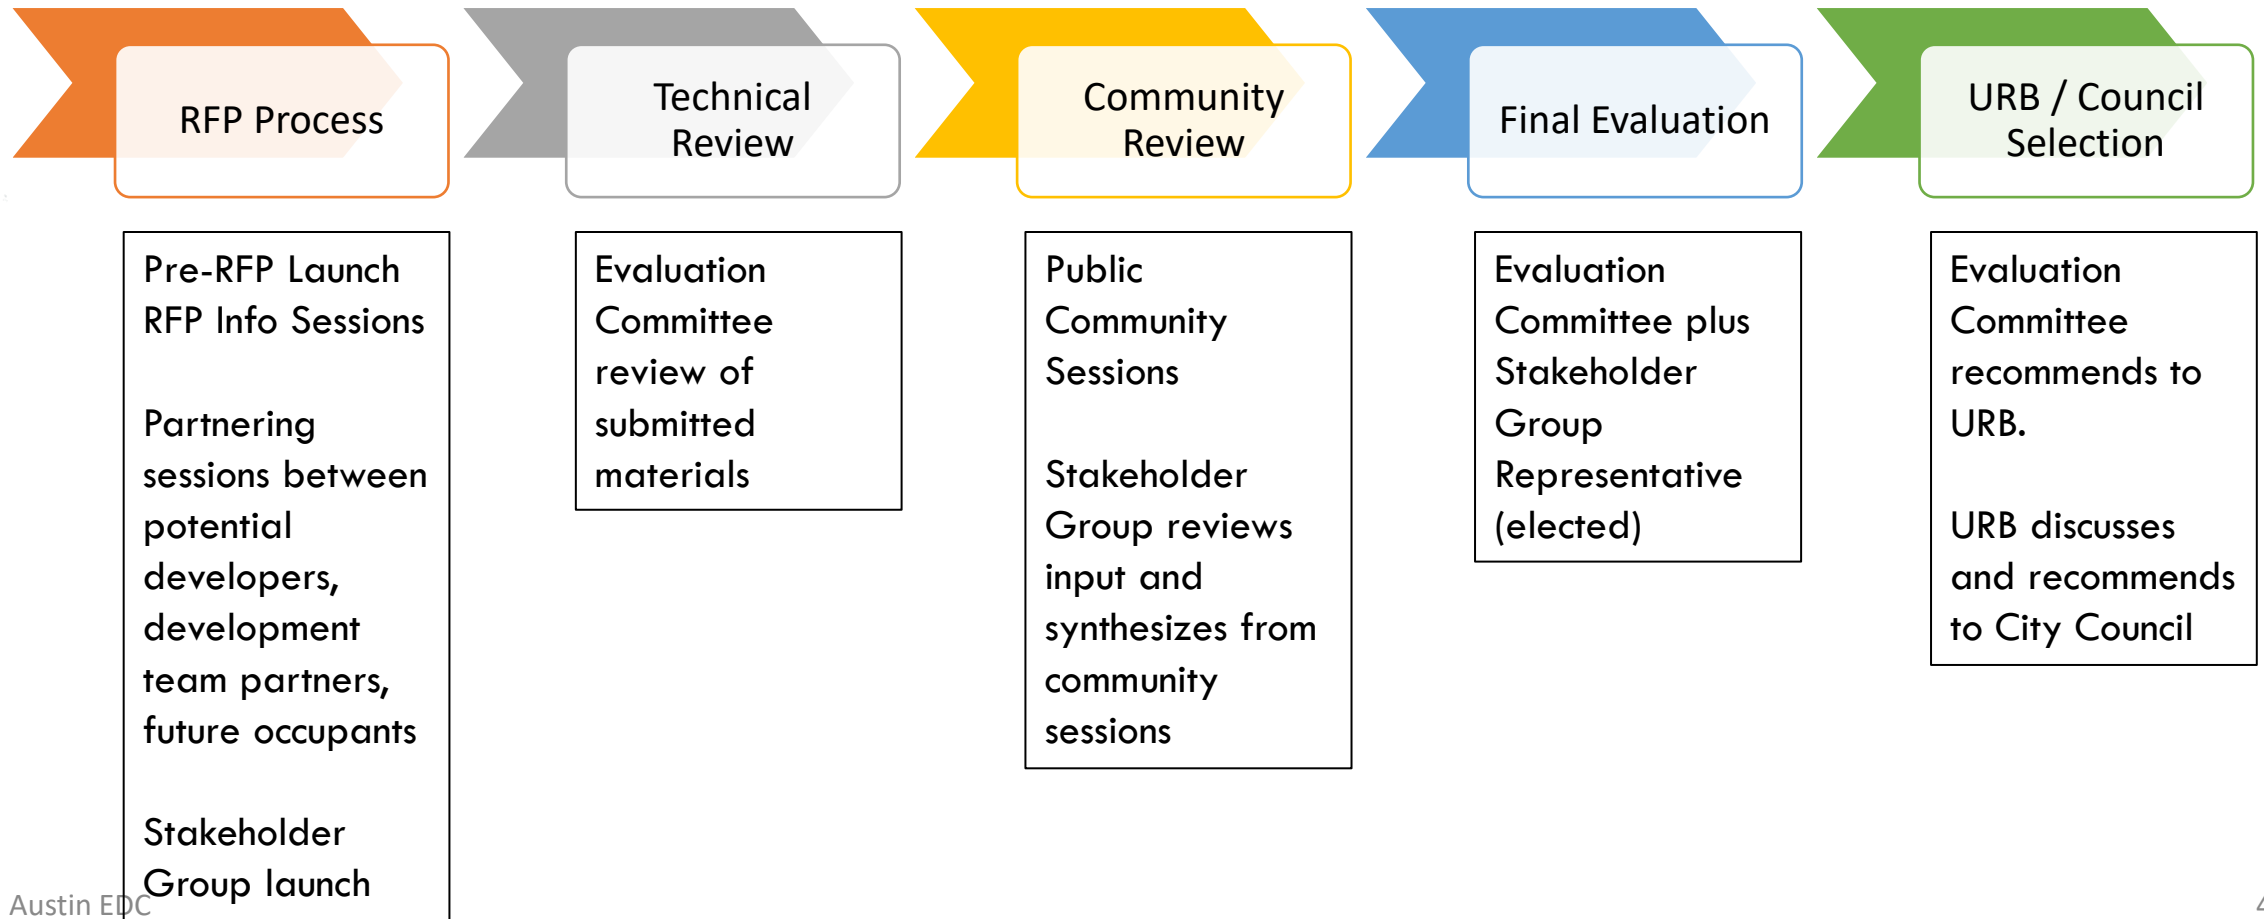 RFP Process
Technical
Review
Community
Review
Final Evaluation
URB / Council
Selection
Pre-RFP Launch
RFP Info Sessions
Partnering
sessions between
potential
developers,
development
team partners,
future occupants
Stakeholder
Group launch
Evaluation
Committee
review of
submitted
materials
Public
Community
Sessions
Stakeholder
Group reviews
input and
synthesizes from
community
sessions
Evaluation
Committee plus
Stakeholder
Group
Representative
(elected)
Evaluation
Committee
recommends to
URB.
URB discusses
and recommends
to City Council
Austin EDC